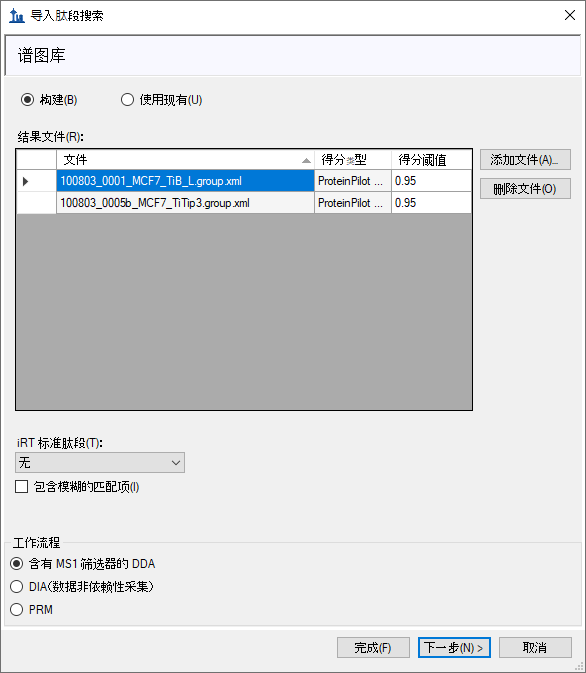 导入肽段搜索
谱图库
构建(B) 使用现有(U)
结果文件(R):
文件 得分类型 得分阈值
100803_0001_MCF7_TiB_L.group.xml ProteinPilot ... 0.95
100803_0005b_MCF7_TiTip3.group.xml ProteinPilot ... 0.95
添加文件(A)...
删除文件(O)
iRT 标准肽段(T):
无
包含模糊的匹配项(I)
工作流程
含有 MS1 筛选器的 DDA
DIA(数据非依赖性采集)
PRM
完成(F) 下一步(N) > 取消